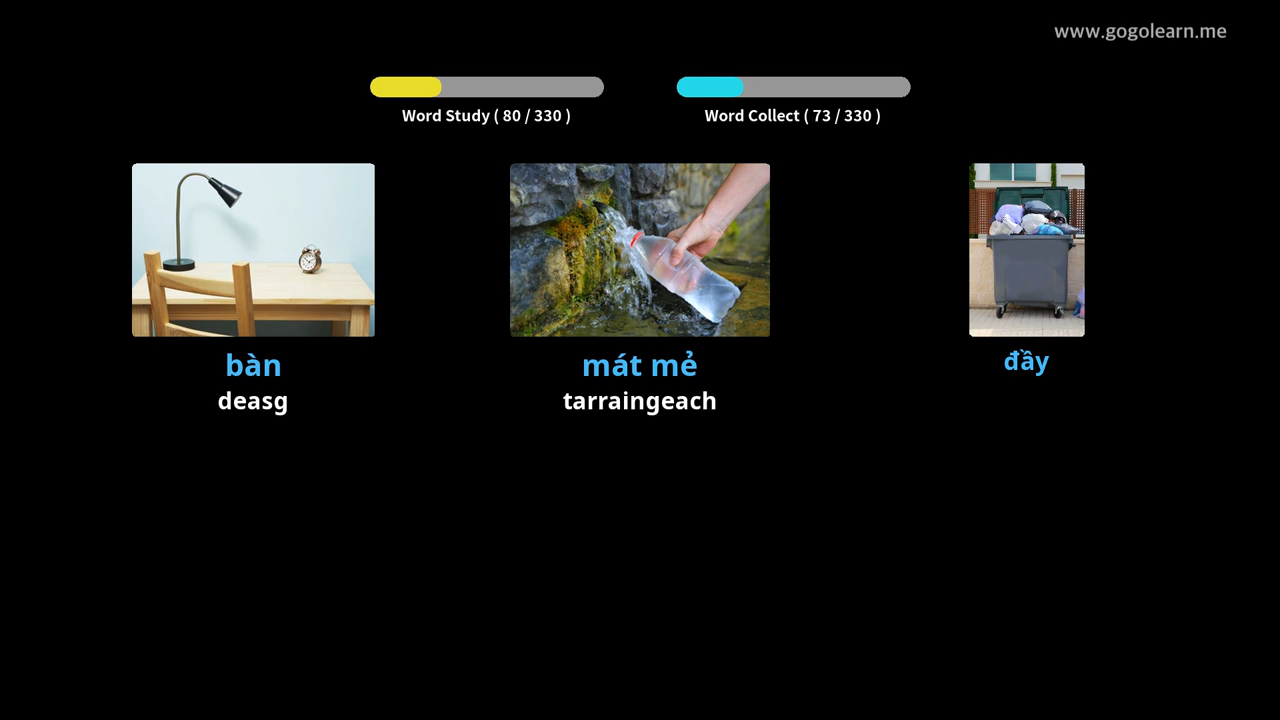 www.gogolearn.me
Word Study ( 80 / 330 )
Word Collect ( 73 / 330 )
bàn
deasg
mát mẻ
tarraingeach
đầy